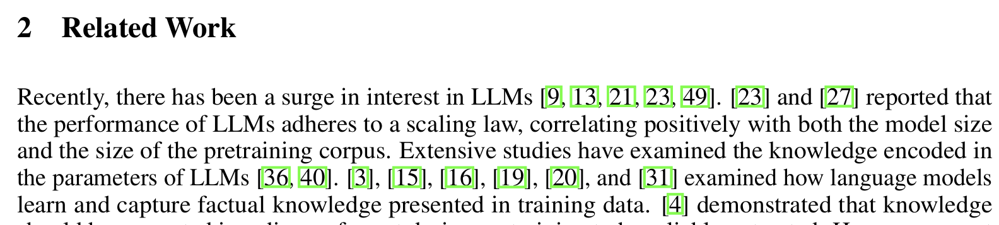 2 Related Work
Recently, there has been a surge in interest in LLMs [9, 13, 21, 23, 49]. [23] and [27] reported that
the performance of LLMs adheres to a scaling law, correlating positively with both the model size
and the size of the pretraining corpus. Extensive studies have examined the knowledge encoded in
the parameters of LLMs [36, 40]. [3], [15], [16], [19], [20], and [31] examined how language models
learn and capture factual knowledge presented in training data. [4] demonstrated that knowledge